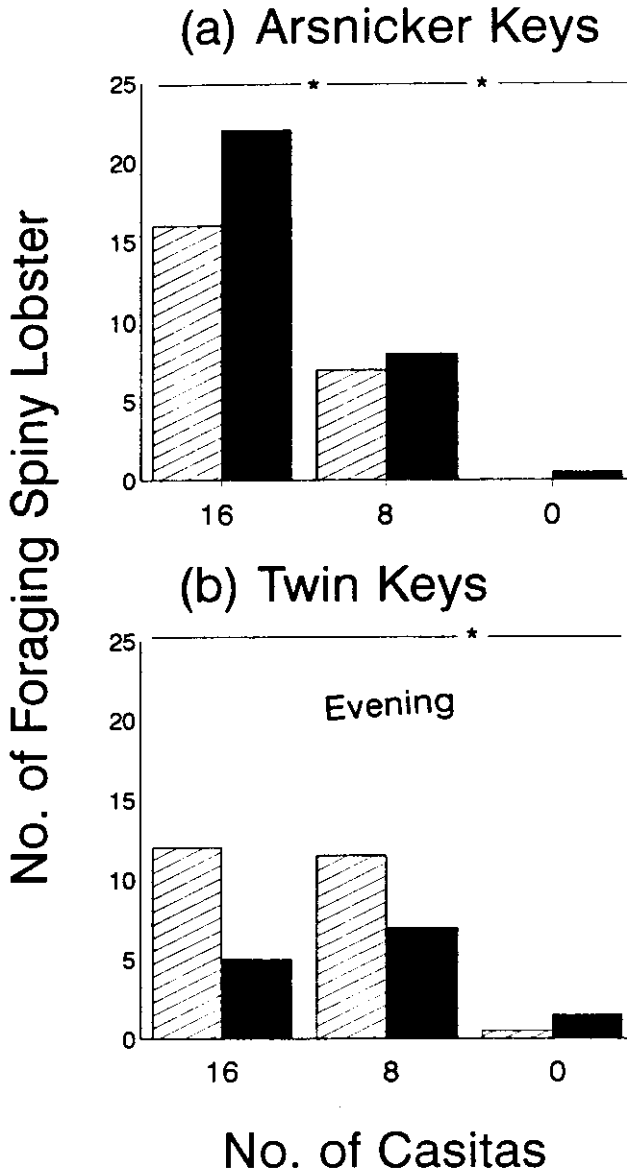 (a) Arsnicker Keys
No. of Foraging Spiny Lobster
25
* *
20
15
10
5
0
16 8 0
(b) Twin Keys
25
*
Evening
20
15
10
5
0
16 8 0
No. of Casitas